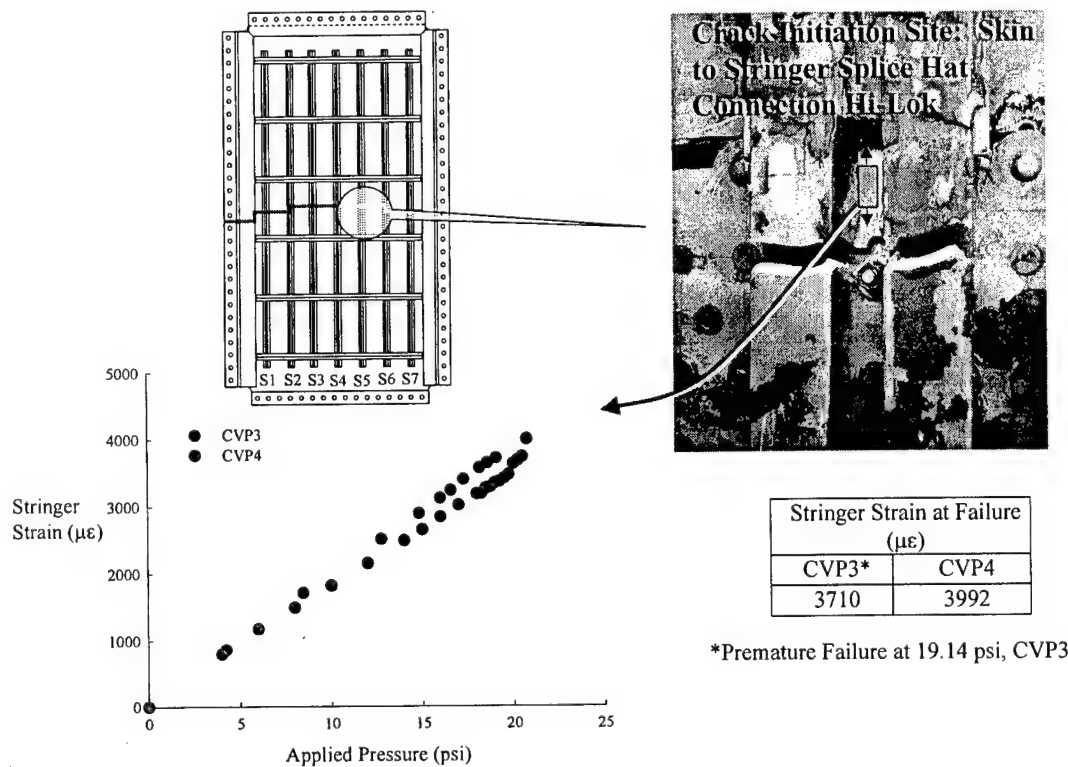 Crack Initiation Site: Skin
to Stringer Splice Hat
Connection Hi-Lok
S1 S2 S3 S4 S5 S6 S7
5000
4000
3000
2000
1000
0
CVP3
CVP4
Stringer
Strain (με)
0 5 10 15 20 25
Applied Pressure (psi)
Stringer Strain at Failure
(με)
CVP3* CVP4
3710 3992
*Premature Failure at 19.14 psi, CVP3